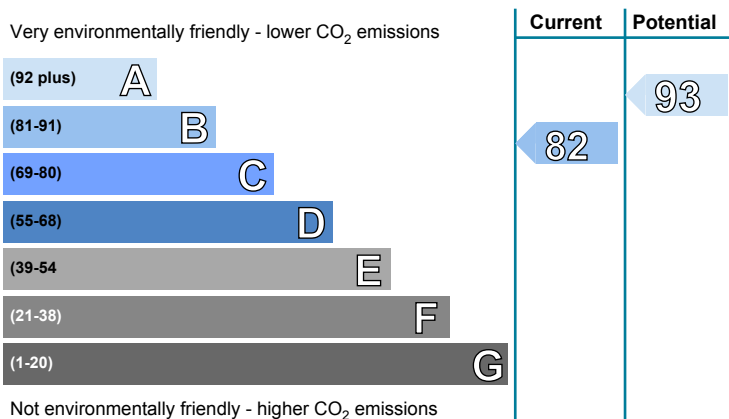 Very environmentally friendly - lower CO₂ emissions
Current
Potential
(92 plus) A
(81-91) B
(69-80) C
(55-68) D
(39-54 E
(21-38) F
(1-20) G
82
93
Not environmentally friendly - higher CO₂ emissions